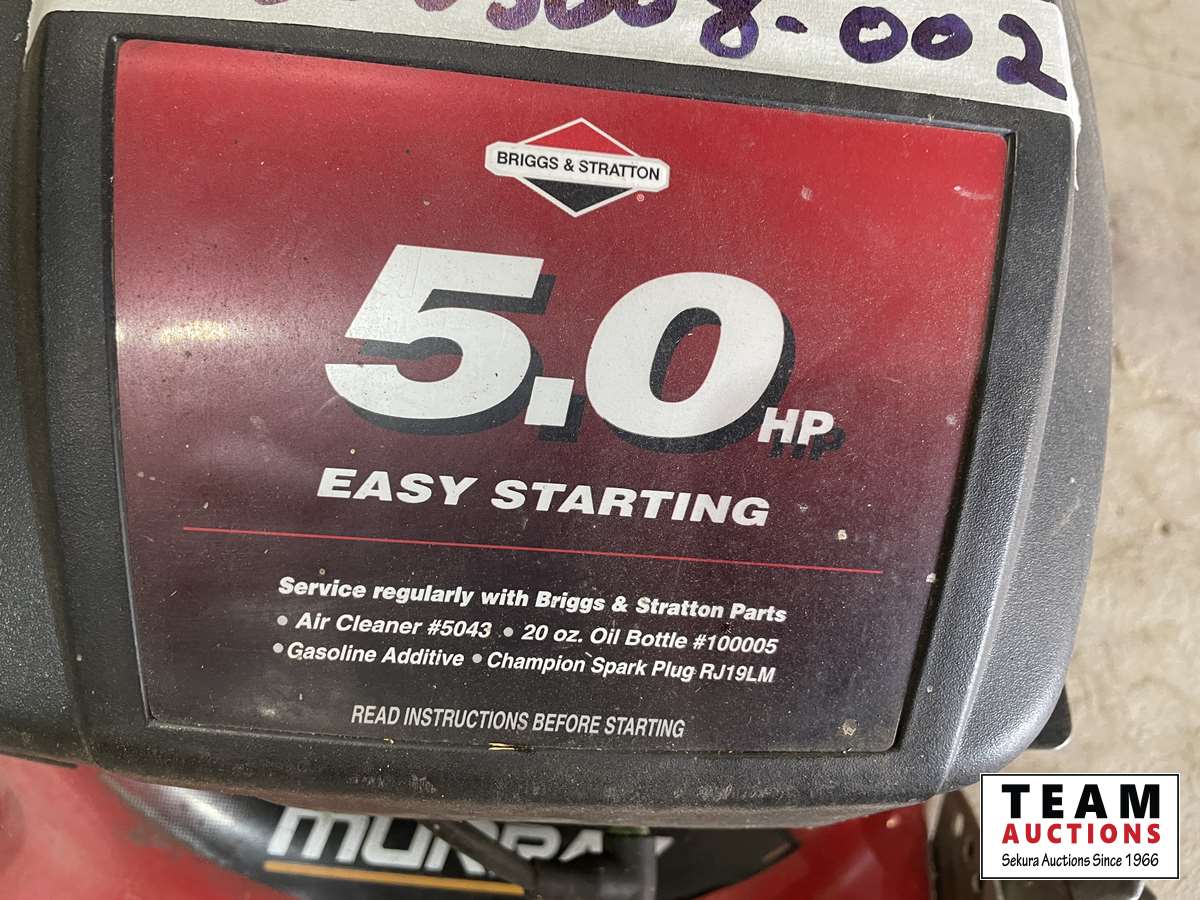 008-002
BRIGGS & STRATTON
®
5.0 HP
EASY STARTING
Service regularly with Briggs & Stratton Parts
• Air Cleaner #5043 • 20 oz. Oil Bottle #100005
• Gasoline Additive • Champion Spark Plug RJ19LM
READ INSTRUCTIONS BEFORE STARTING
TEAM
AUCTIONS
Sekura Auctions Since 1966